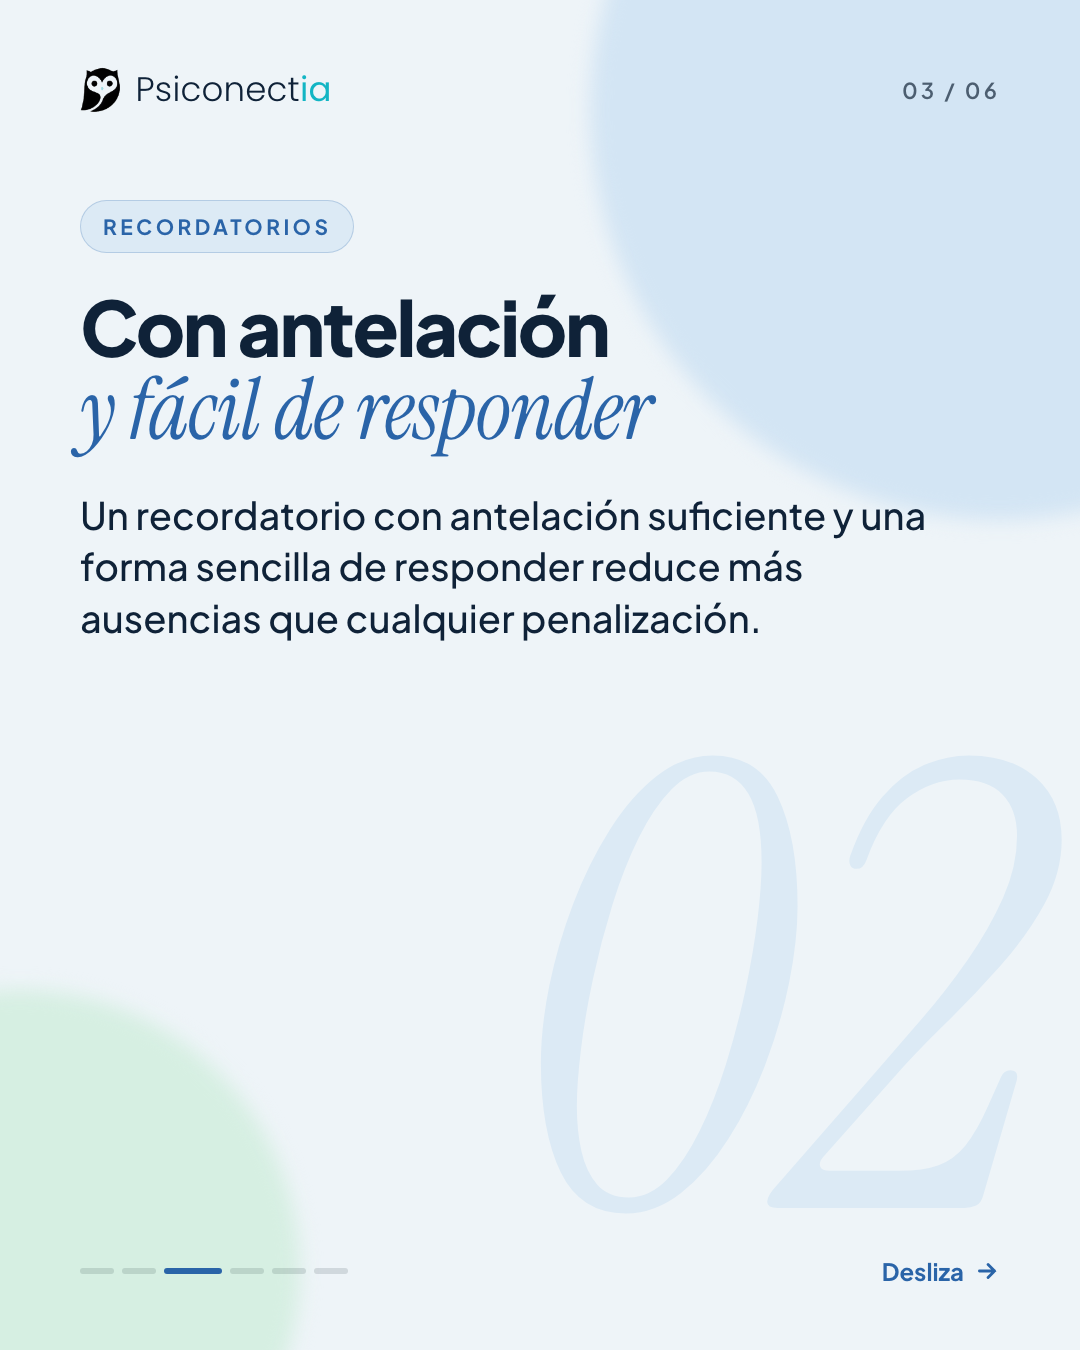 Psiconectia
03 / 06
RECORDATORIOS
Con antelación
y fácil de responder
Un recordatorio con antelación suficiente y una
forma sencilla de responder reduce más
ausencias que cualquier penalización.
02
Desliza →